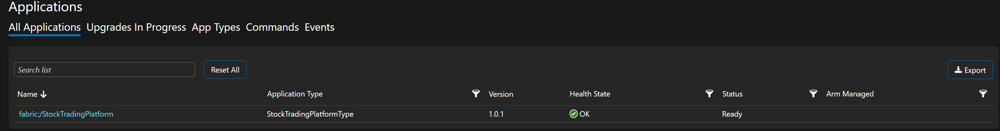 Applications
All Applications Upgrades In Progress App Types Commands Events
Search list Reset All Export
Name Application Type Version Health State Status Arm Managed
fabric:/StockTradingPlatform StockTradingPlatformType 1.0.1 OK Ready